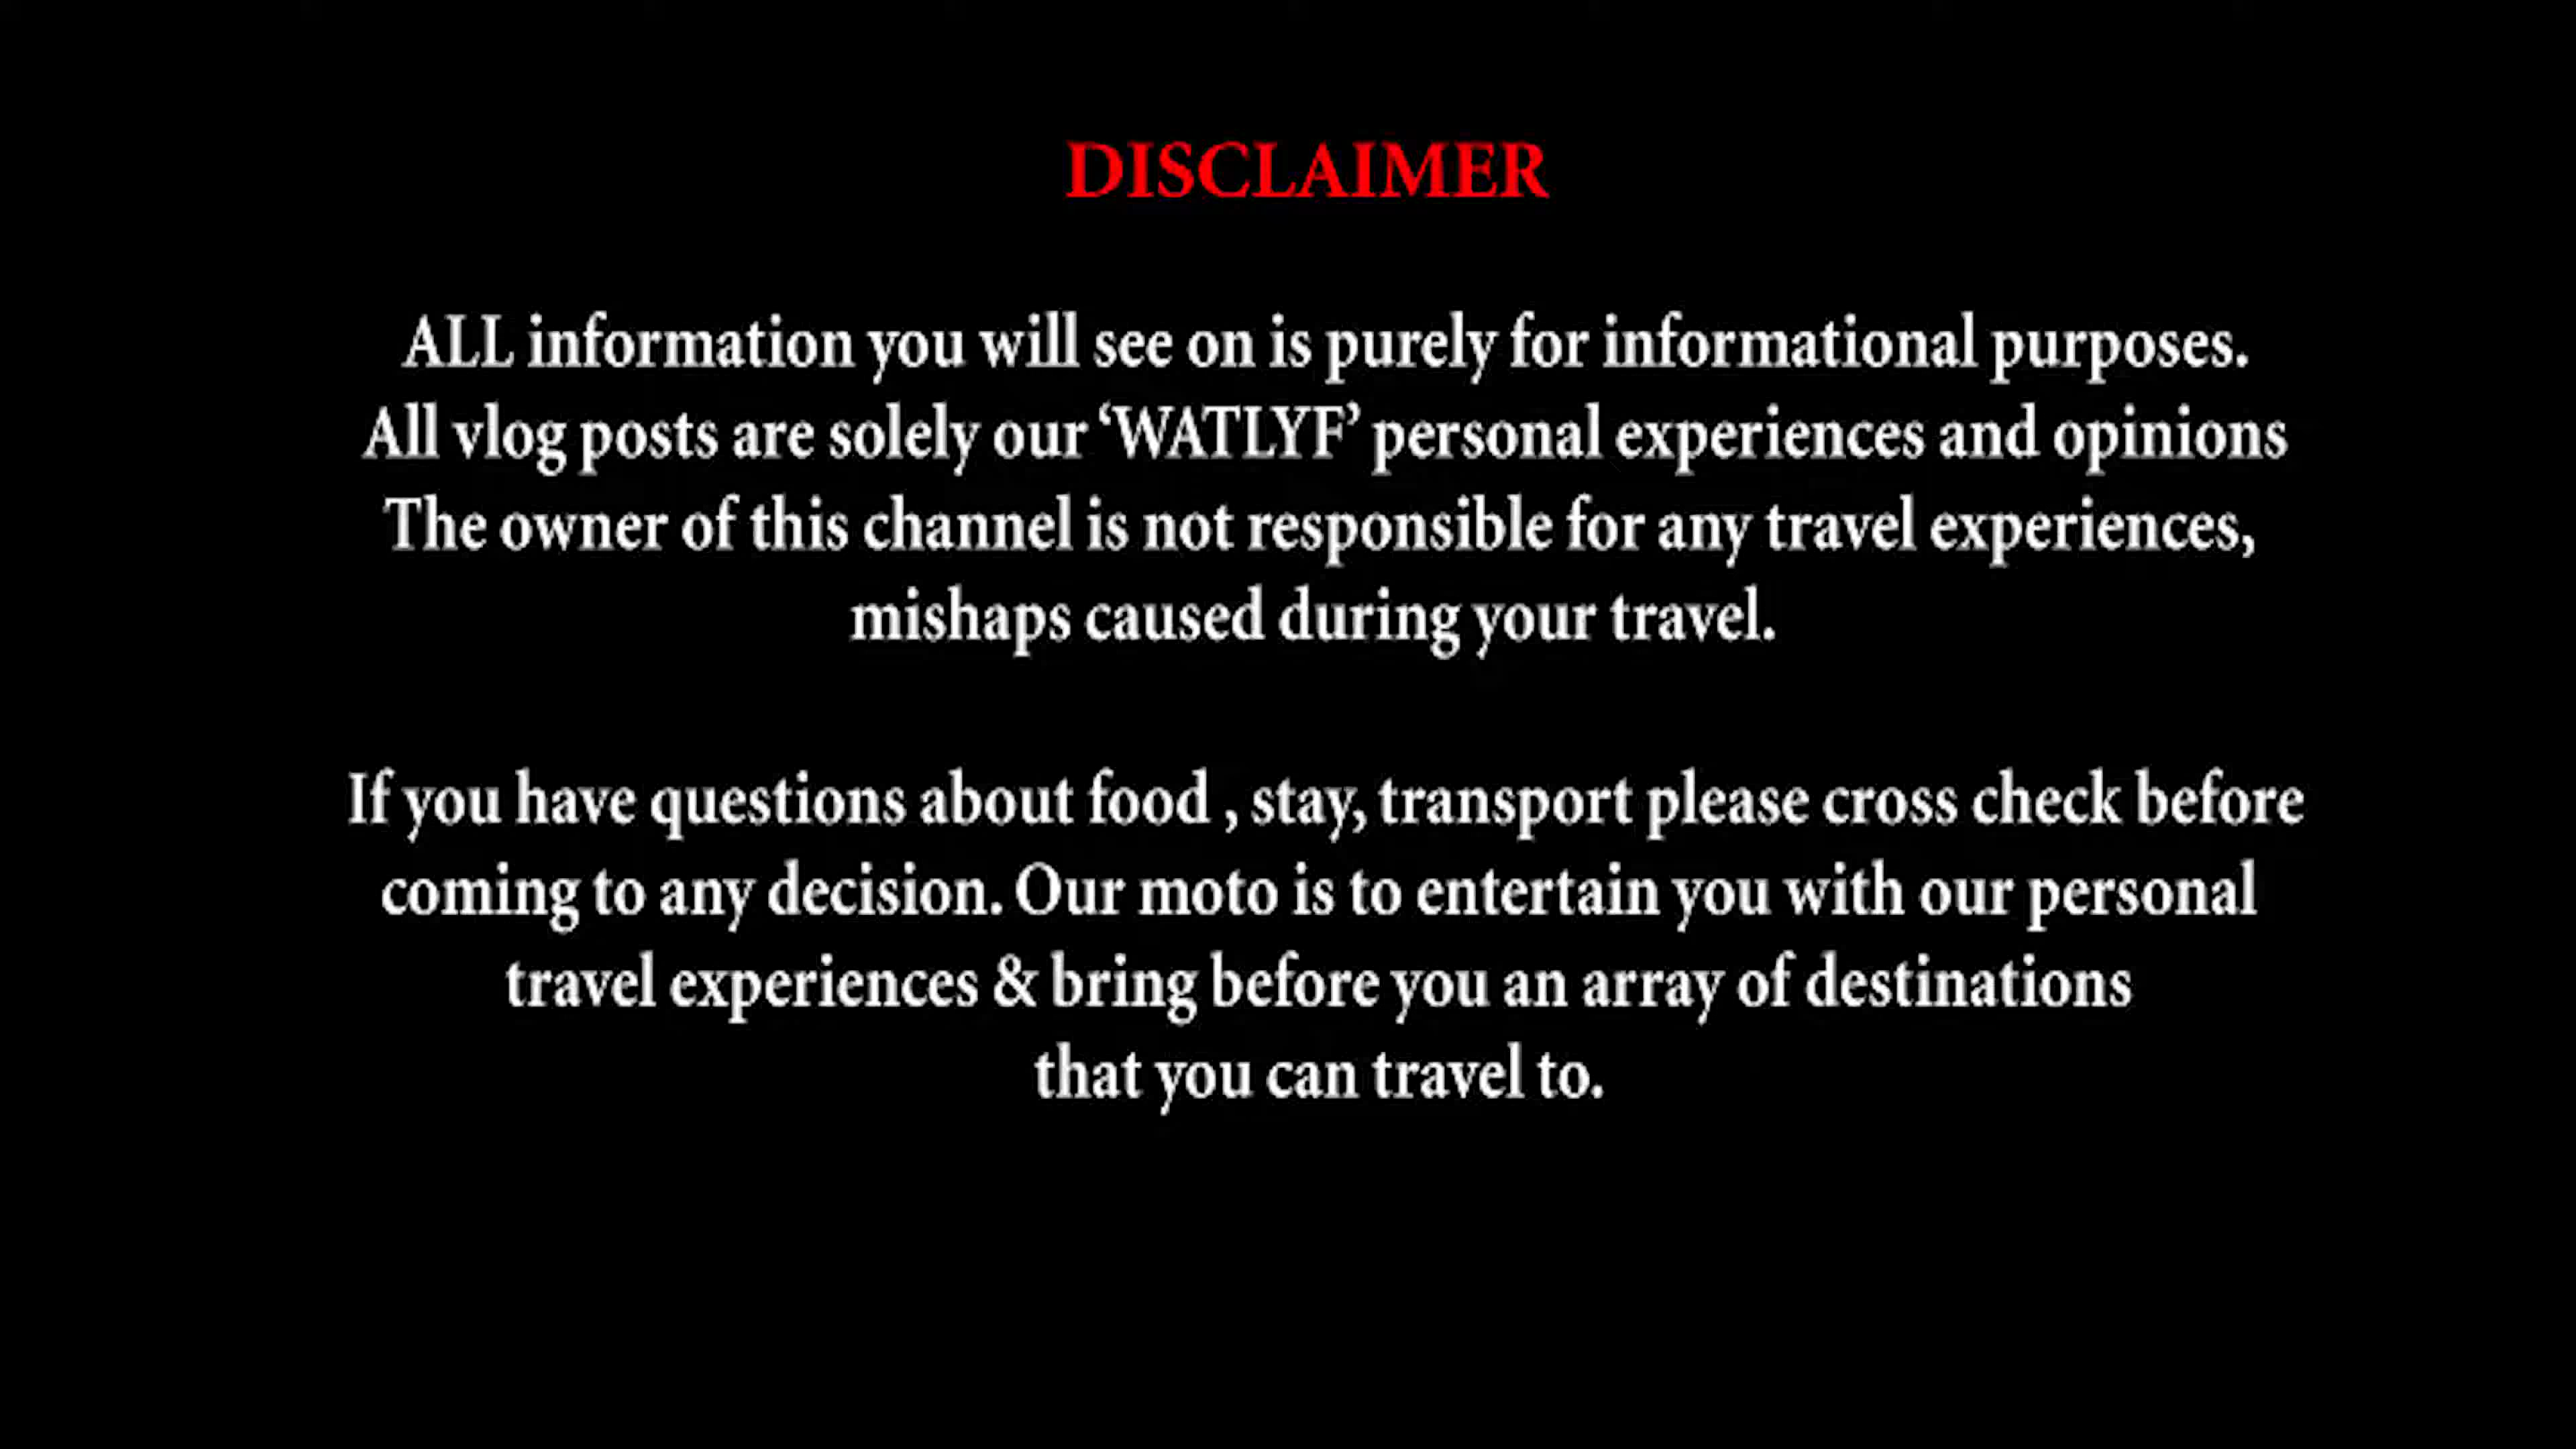 DISCLAIMER
ALL information you will see on is purely for informational purposes.
All vlog posts are solely our ‘WATLYF’ personal experiences and opinions
The owner of this channel is not responsible for any travel experiences,
mishaps caused during your travel.
If you have questions about food , stay, transport please cross check before
coming to any decision. Our moto is to entertain you with our personal
travel experiences & bring before you an array of destinations
that you can travel to.